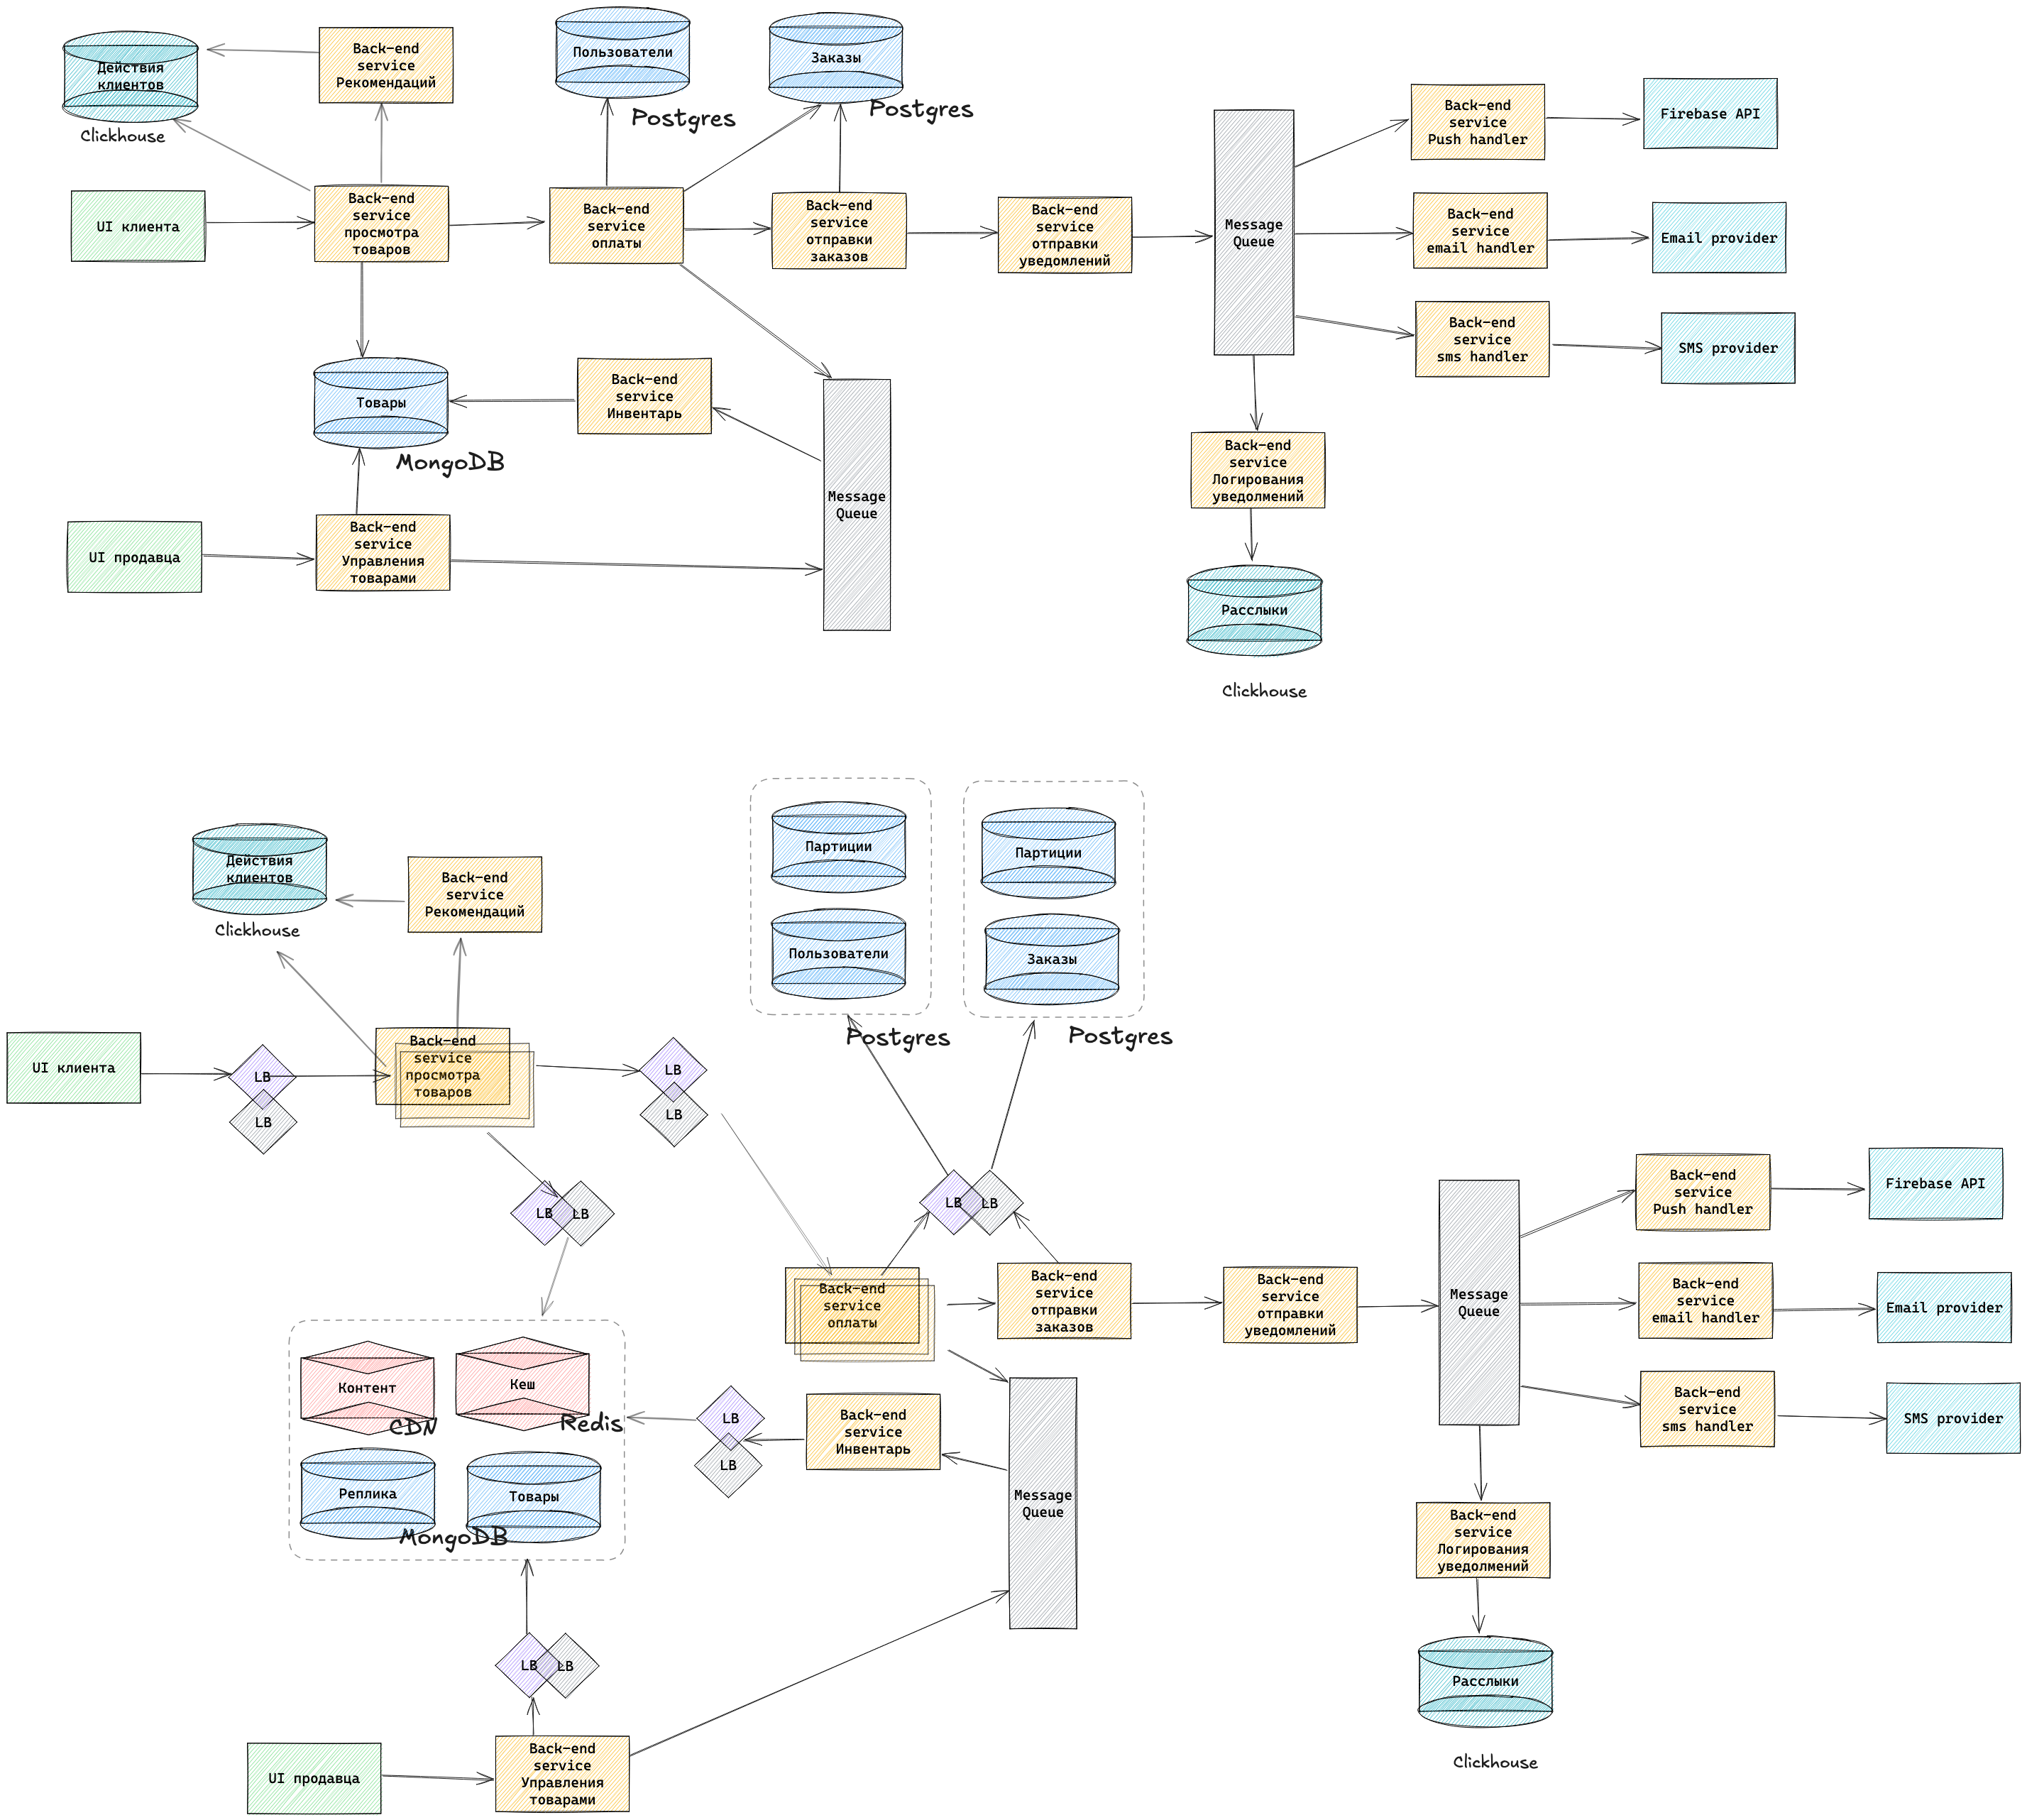 Действия
клиентов
Clickhouse
Back-end
service
Рекомендаций
Пользователи
Postgres
Заказы
Postgres
UI клиента
Back-end
service
просмотра
товаров
Back-end
service
оплаты
Back-end
service
отправки
заказов
Back-end
service
отправки
уведомлений
Message
Queue
Back-end
service
Push handler
Firebase API
Back-end
service
email handler
Email provider
Back-end
service
sms handler
SMS provider
Товары
MongoDB
Back-end
service
Инвентарь
Message
Queue
Back-end
service
Логирования
уведолмений
Расслыки
Clickhouse
UI продавца
Back-end
service
Управления
товарами
Действия
клиентов
Clickhouse
Back-end
service
Рекомендаций
Партиции
Пользователи
Postgres
Партиции
Заказы
Postgres
UI клиента
LB
LB
Back-end
service
просмотра
товаров
LB
LB
LB
LB
LB
LB
Back-end
service
оплаты
Back-end
service
отправки
заказов
Back-end
service
отправки
уведомлений
Message
Queue
Back-end
service
Push handler
Firebase API
Back-end
service
email handler
Email provider
Back-end
service
sms handler
SMS provider
Контент
CDN
Кеш
Redis
Реплика
MongoDB
Товары
LB
LB
Back-end
service
Инвентарь
Message
Queue
Back-end
service
Логирования
уведолмений
Расслыки
Clickhouse
LB
LB
UI продавца
Back-end
service
Управления
товарами